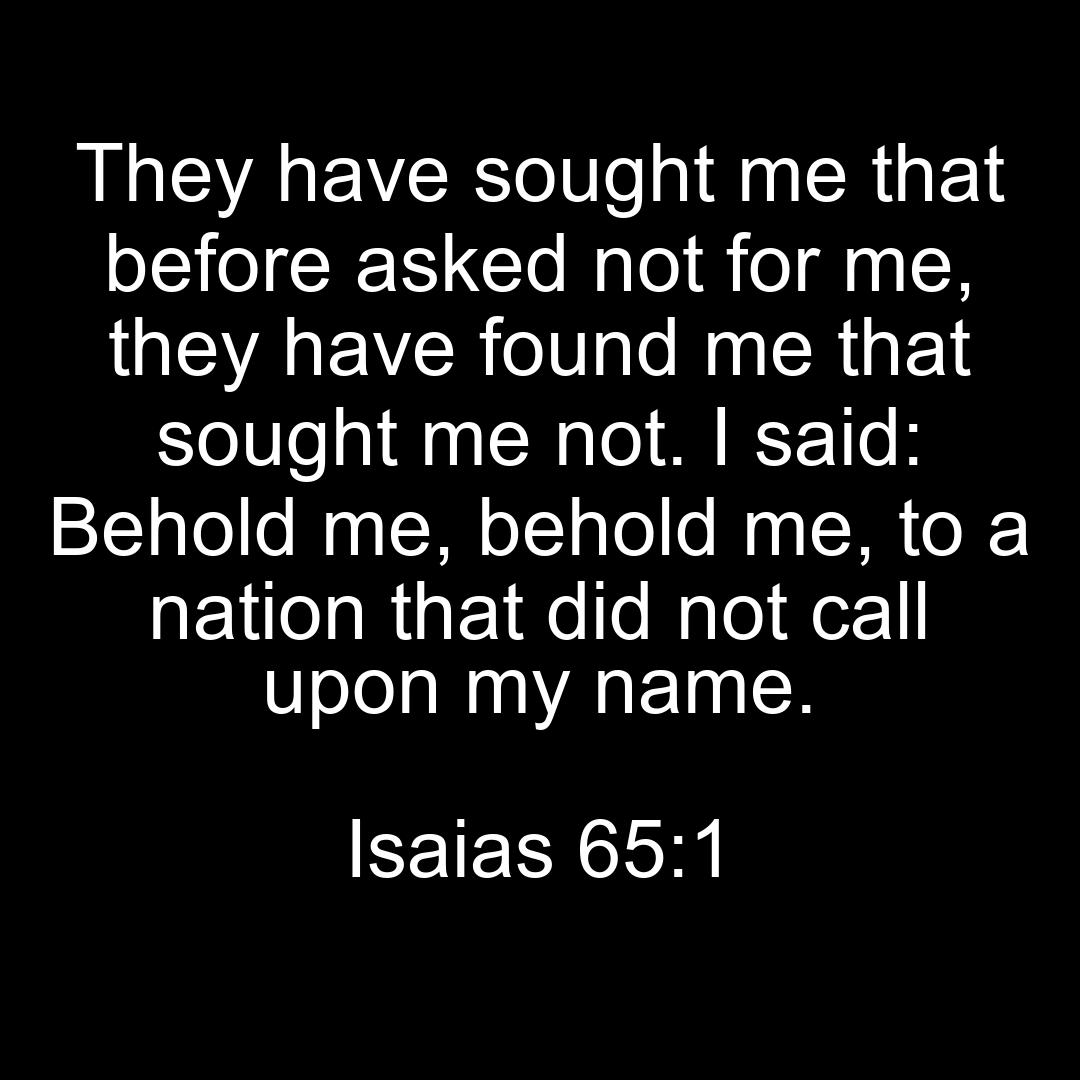 They have sought me that
before asked not for me,
they have found me that
sought me not. I said:
Behold me, behold me, to a
nation that did not call
upon my name.
Isaias 65:1